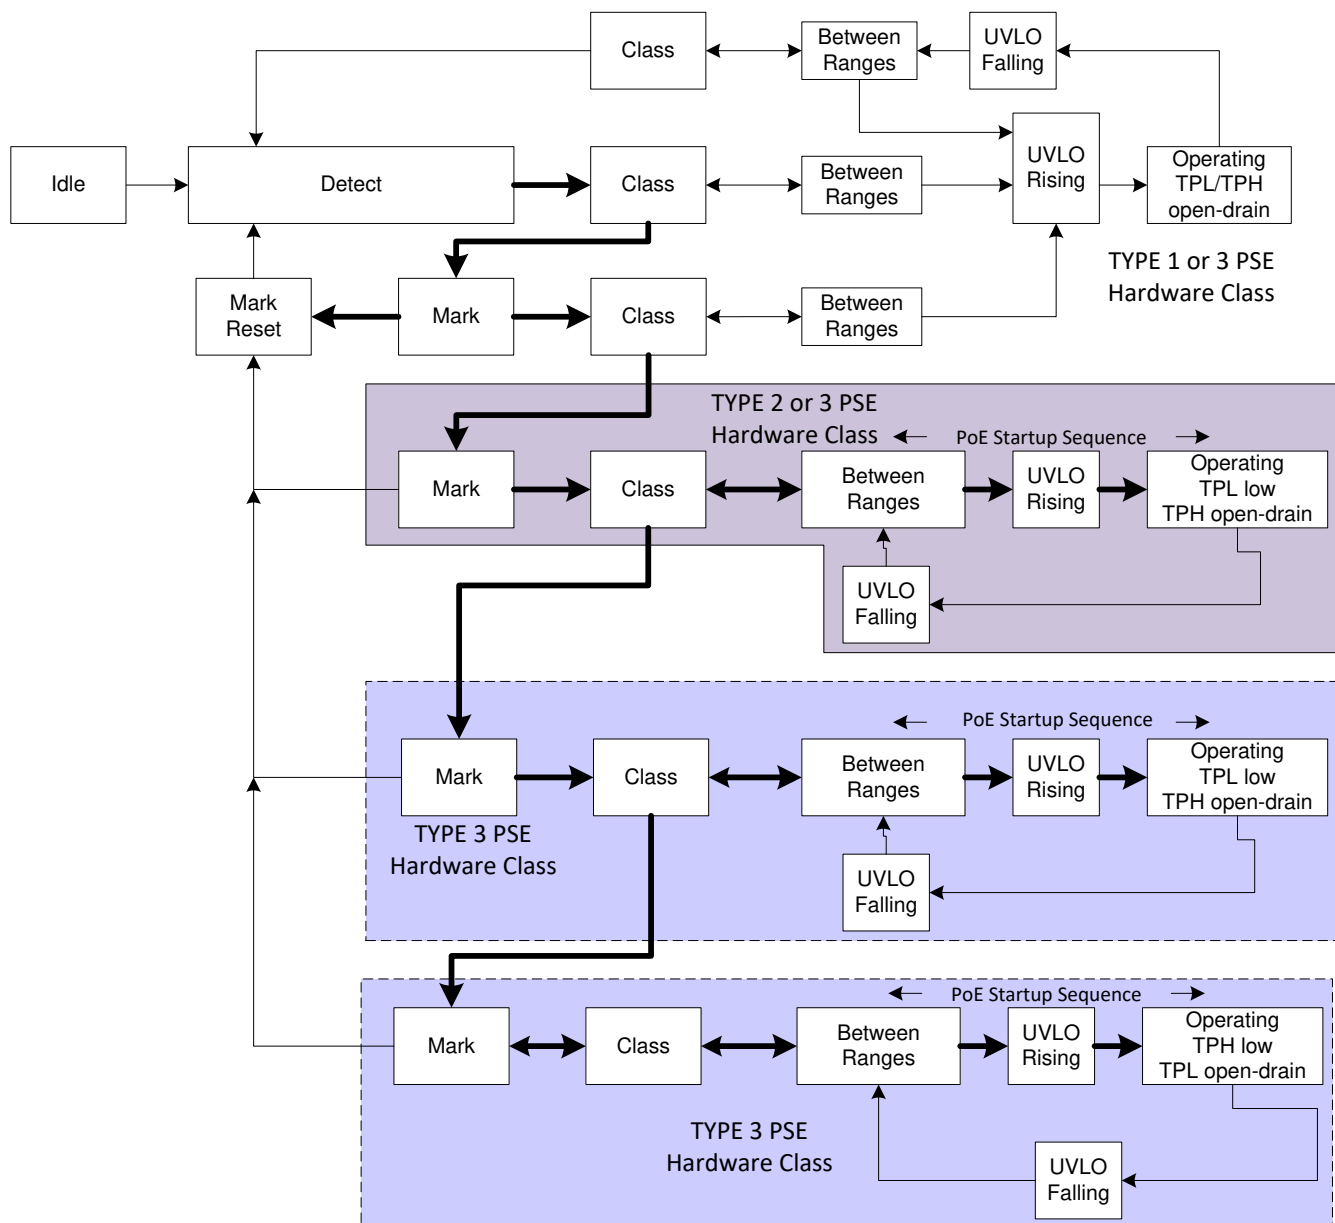 Class
Between
Ranges
UVLO
Falling
Idle
Detect
Class
Between
Ranges
UVLO
Rising
Operating
TPL/TPH
open-drain
TYPE 1 or 3 PSE
Hardware Class
Mark
Reset
Mark
Class
Between
Ranges
TYPE 2 or 3 PSE
Hardware Class
PoE Startup Sequence
Mark
Class
Between
Ranges
UVLO
Rising
Operating
TPL low
TPH open-drain
UVLO
Falling
PoE Startup Sequence
Mark
Class
Between
Ranges
UVLO
Rising
Operating
TPL low
TPH open-drain
TYPE 3 PSE
Hardware Class
UVLO
Falling
PoE Startup Sequence
Mark
Class
Between
Ranges
UVLO
Rising
Operating
TPH low
TPL open-drain
TYPE 3 PSE
Hardware Class
UVLO
Falling